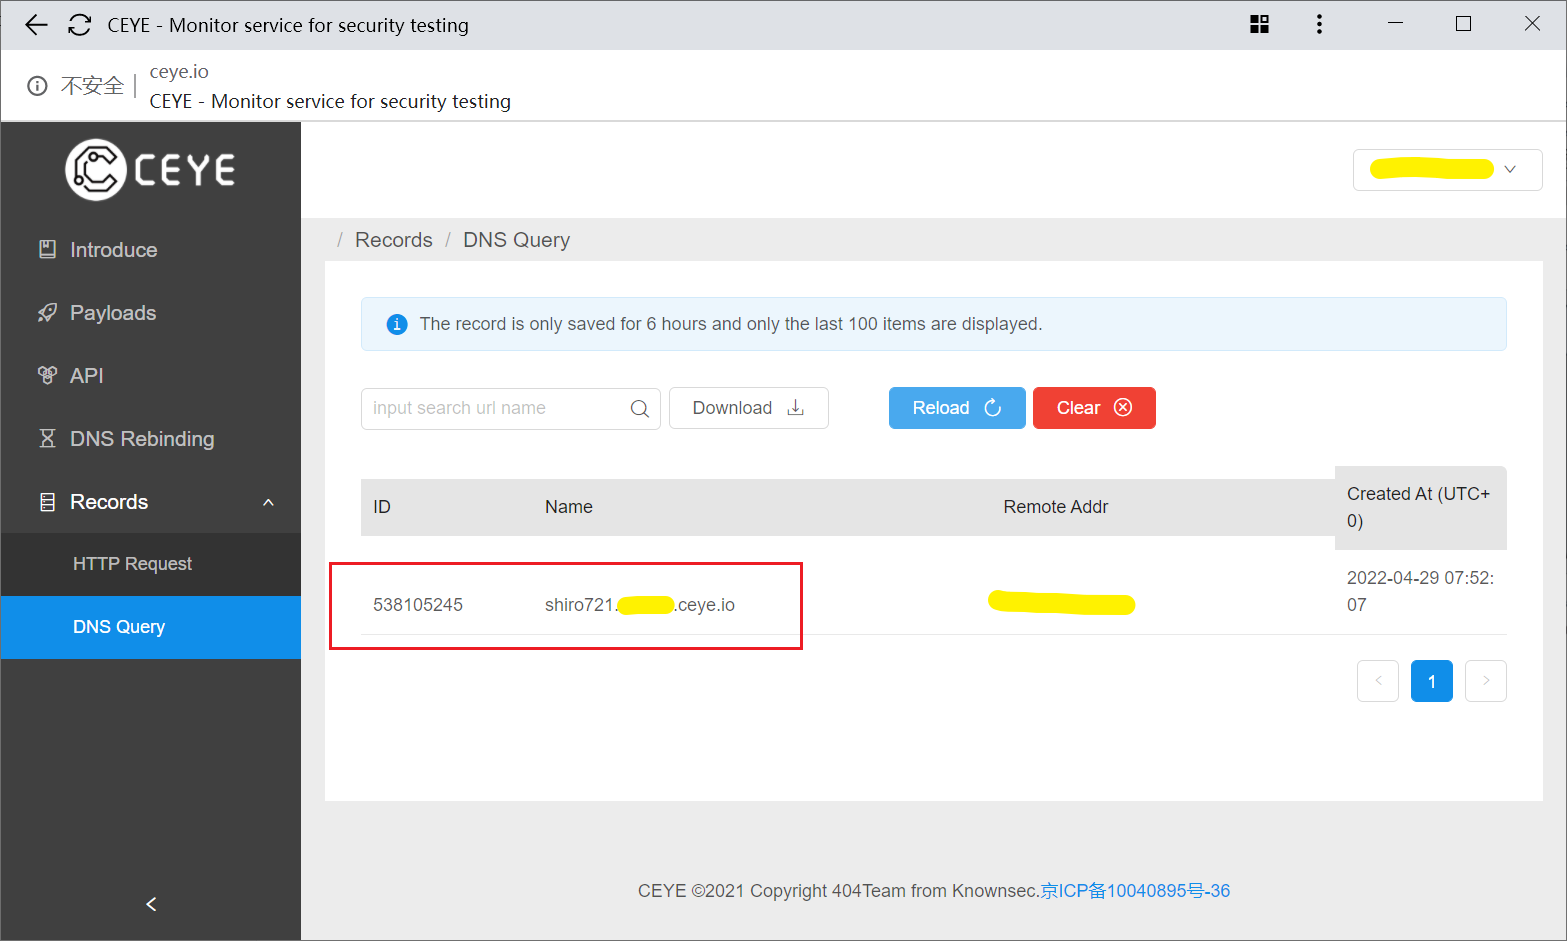 CEYE - Monitor service for security testing
不安全
ceye.io
CEYE - Monitor service for security testing
CEYE
Introduce
Payloads
API
DNS Rebinding
Records
HTTP Request
DNS Query
/ Records / DNS Query
The record is only saved for 6 hours and only the last 100 items are displayed.
input search url name
Download
Reload
Clear
ID Name Remote Addr Created At (UTC+
0)
538105245 shiro721. .ceye.io 2022-04-29 07:52:
07
< 1 >
CEYE ©2021 Copyright 404Team from Knownsec.京ICP备10040895号-36